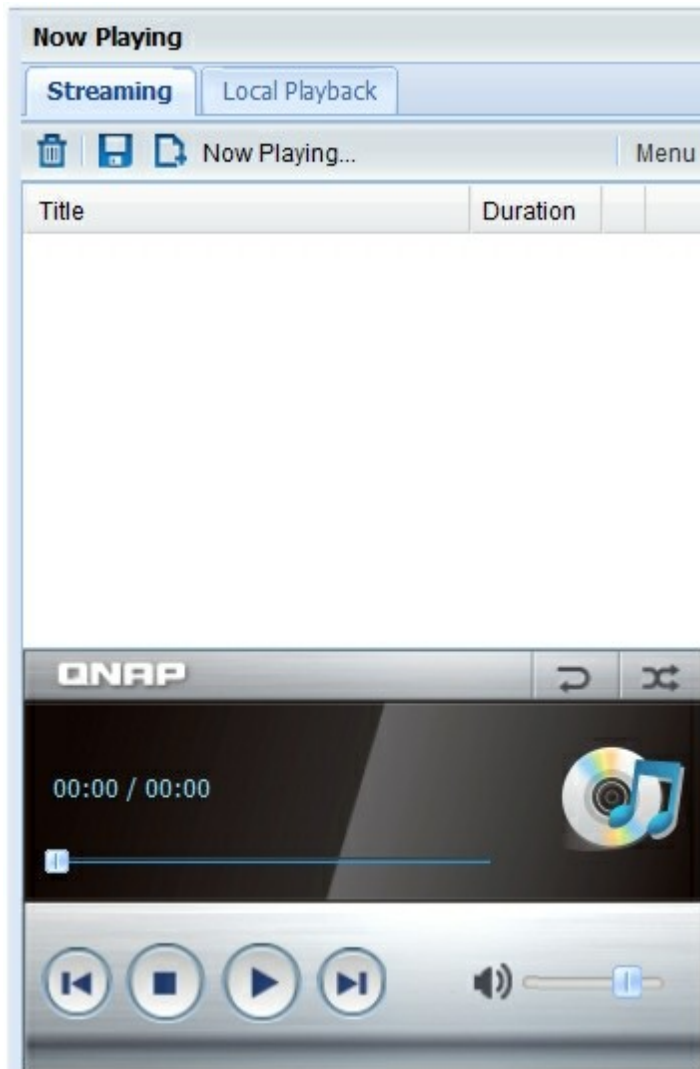 Now Playing
Streaming Local Playback
Now Playing... Menu
Title Duration
QNAP
00:00 / 00:00